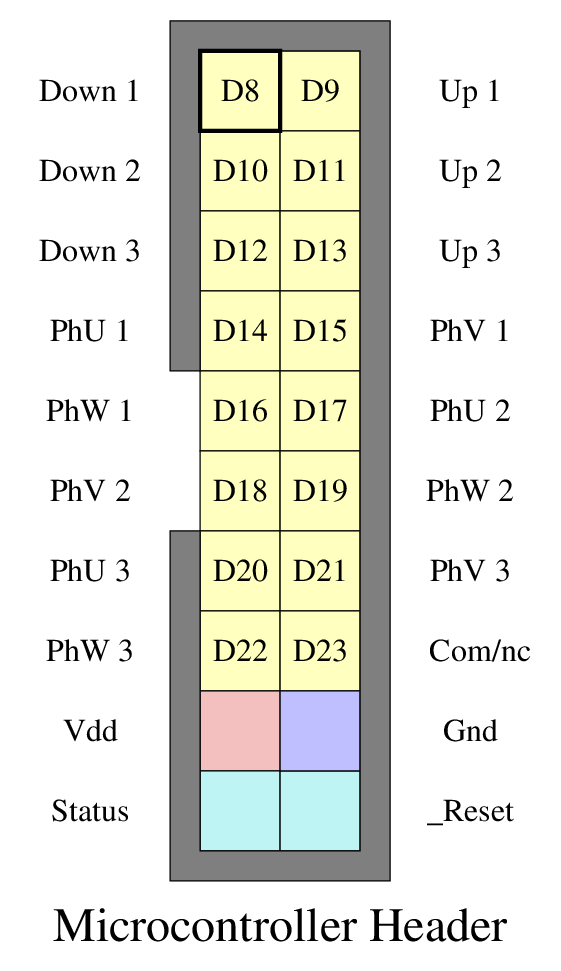 Down 1 D8 D9 Up 1
Down 2 D10 D11 Up 2
Down 3 D12 D13 Up 3
PhU 1 D14 D15 PhV 1
PhW 1 D16 D17 PhU 2
PhV 2 D18 D19 PhW 2
PhU 3 D20 D21 PhV 3
PhW 3 D22 D23 Com/nc
Vdd Gnd
Status _Reset
Microcontroller Header